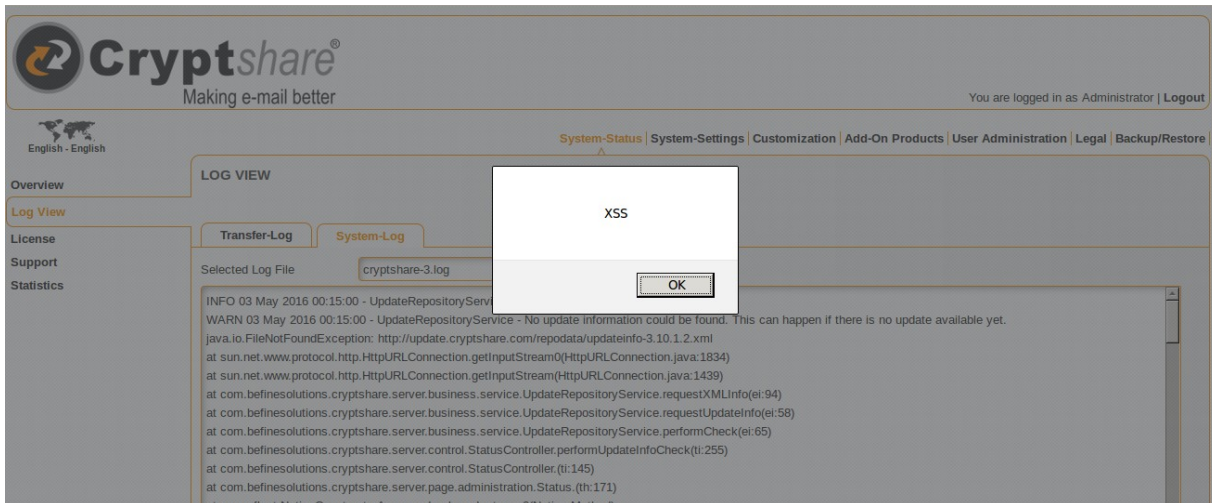 Cryptshare®
Making e-mail better
You are logged in as Administrator | Logout
English - English
System-Status | System-Settings | Customization | Add-On Products | User Administration | Legal | Backup/Restore |
Overview
LOG VIEW
Log View
XSS
License
Transfer-Log System-Log
Support
Selected Log File cryptshare-3.log
OK
Statistics
INFO 03 May 2016 00:15:00 - UpdateRepositoryServi
WARN 03 May 2016 00:15:00 - UpdateRepositoryService - No update information could be found. This can happen if there is no update available yet.
java.io.FileNotFoundException: http://update.cryptshare.com/repodata/updateinfo-3.10.1.2.xml
at sun.net.www.protocol.http.HttpURLConnection.getInputStream0(HttpURLConnection.java:1834)
at sun.net.www.protocol.http.HttpURLConnection.getInputStream(HttpURLConnection.java:1439)
at com.befinesolutions.cryptshare.server.business.service.UpdateRepositoryService.requestXMLInfo(ei:94)
at com.befinesolutions.cryptshare.server.business.service.UpdateRepositoryService.requestUpdateInfo(ei:58)
at com.befinesolutions.cryptshare.server.business.service.UpdateRepositoryService.performCheck(ei:65)
at com.befinesolutions.cryptshare.server.control.StatusController.performUpdateInfoCheck(ti:255)
at com.befinesolutions.cryptshare.server.control.StatusController.(ti:145)
at com.befinesolutions.cryptshare.server.page.administration.Status.(th:171)